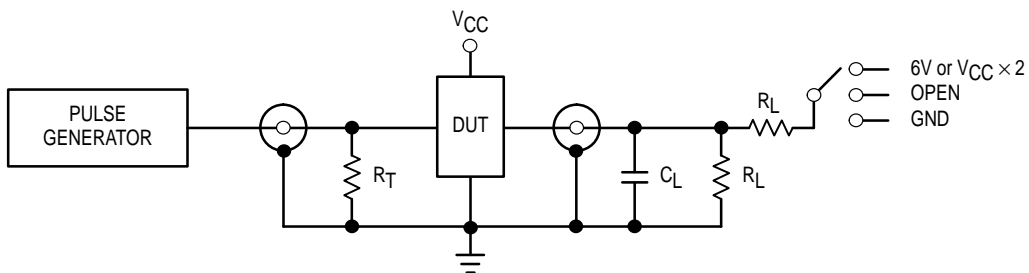 VCC
PULSE
GENERATOR
DUT
RT
CL
RL
RL
6V or VCC × 2
OPEN
GND